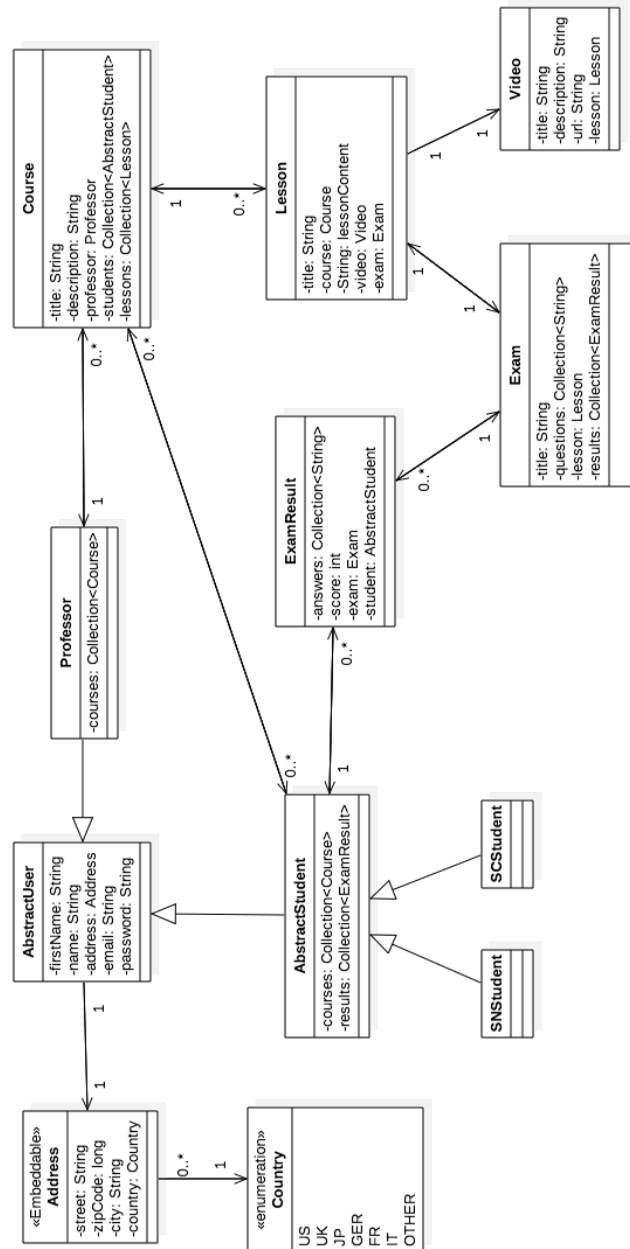 «Embeddable»
Address
-street: String
-zipCode: long
-city: String
-country: Country
0..*
1
«enumeration»
Country
US
UK
JP
GER
FR
IT
OTHER
1
1
AbstractUser
-firstName: String
-name: String
-address: Address
-email: String
-password: String
Professor
-courses: Collection<Course>
1
0..*
Course
-title: String
-description: String
-professor: Professor
-students: Collection<AbstractStudent>
-lessons: Collection<Lesson>
0..*
0..*
AbstractStudent
-courses: Collection<Course>
-results: Collection<ExamResult>
SNStudent
SCStudent
1
0..*
ExamResult
-answers: Collection<String>
-score: int
-exam: Exam
-student: AbstractStudent
0..*
1
1
0..*
Lesson
-title: String
-course: Course
-String: lessonContent
-video: Video
-exam: Exam
1
1
Exam
-title: String
-questions: Collection<String>
-lesson: Lesson
-results: Collection<ExamResult>
1
1
Video
-title: String
-description: String
-url: String
-lesson: Lesson